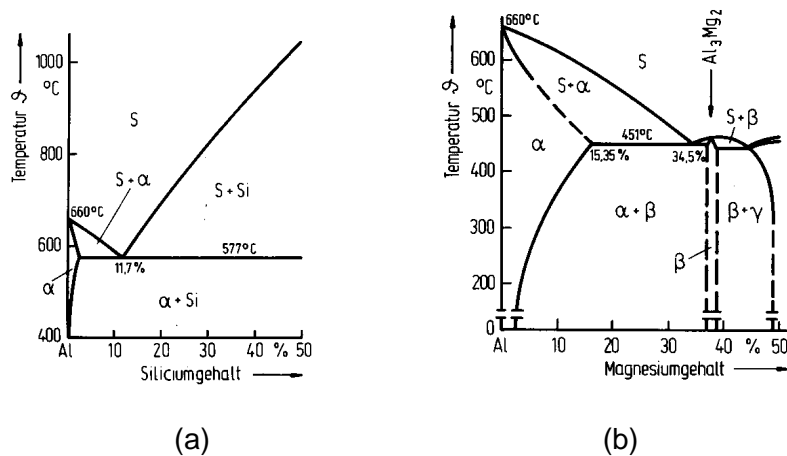 1000
°C
800
600
400
Temperatur ϑ
S
S + α
S + Si
660°C
577°C
11,7 %
α
α + Si
Al 10 20 30 % 50
Siliciumgehalt
(a)
660°C
600
°C
500
450
400
300
200
0
Temperatur ϑ
S
Al₃Mg₂
S + α
S + β
451°C
15,35 %
34,5%
α
α + β
β
β + γ
Al 10 20 30 40 % 50
Magnesiumgehalt
(b)